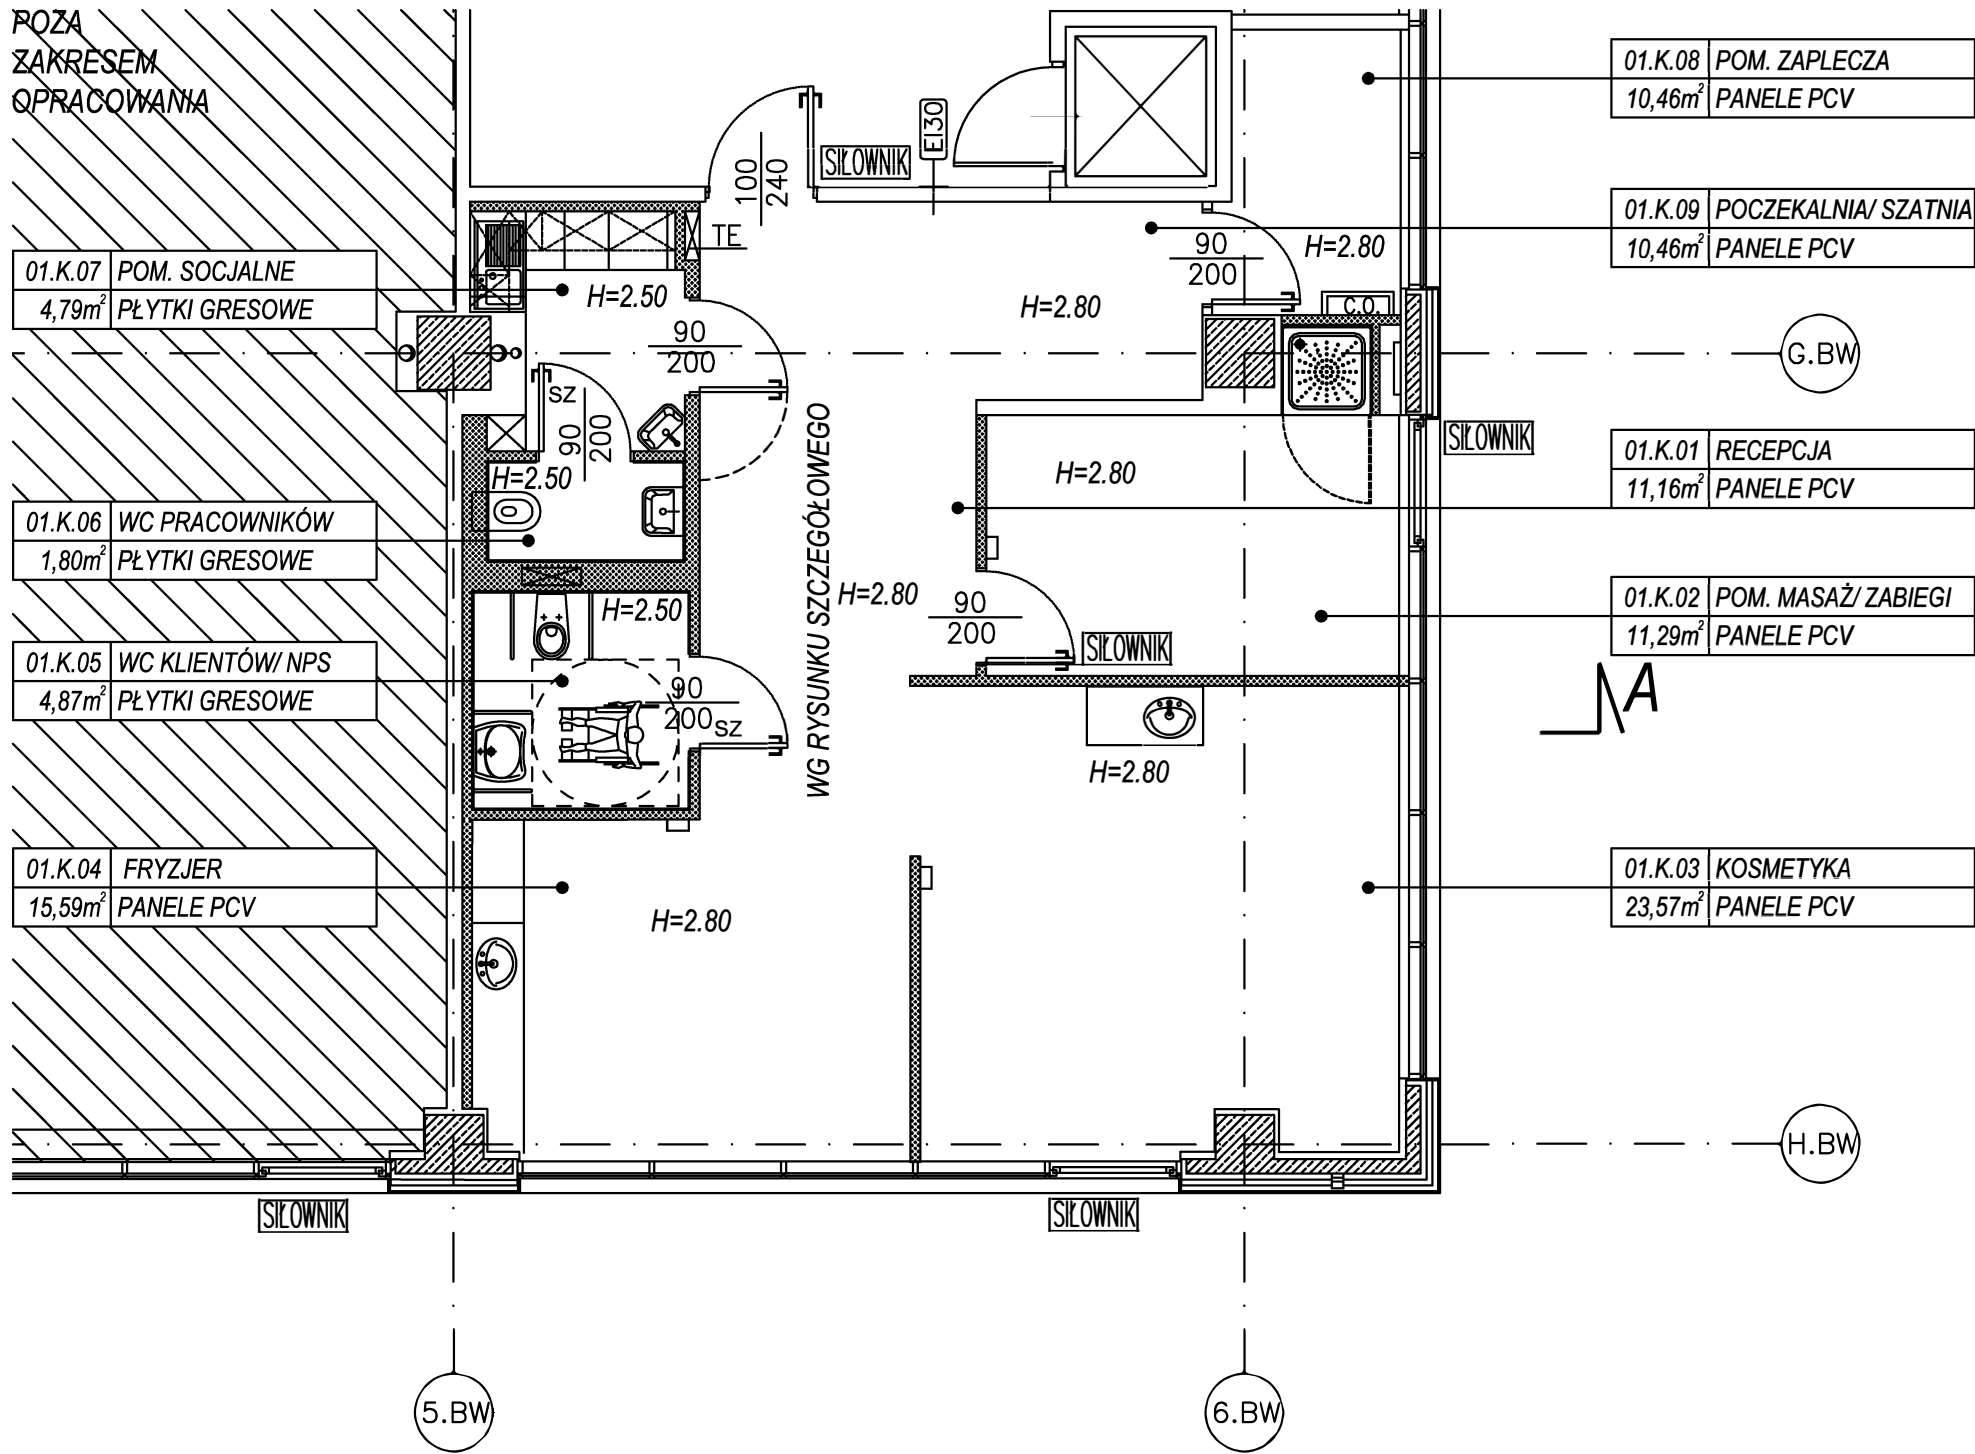 POZA
ZAKRESEM
OPRACOWANIA
01.K.08 POM. ZAPLECZA
10,46m² PANELE PCV
EI30
SIŁOWNIK
100
240
01.K.09 POCZEKALNIA/ SZATNIA
10,46m² PANELE PCV
TE
90
200
H=2.80
01.K.07 POM. SOCJALNE
4,79m² PŁYTKI GRESOWE
H=2.50
H=2.80
C.O.
90
200
G.BW
SZ
90
200
SIŁOWNIK
01.K.01 RECEPCJA
11,16m² PANELE PCV
H=2.50
H=2.80
WG RYSUNKU SZCZEGÓŁOWEGO
01.K.06 WC PRACOWNIKÓW
1,80m² PŁYTKI GRESOWE
H=2.50
H=2.80
90
200
01.K.02 POM. MASAŻ/ ZABIEGI
11,29m² PANELE PCV
SIŁOWNIK
01.K.05 WC KLIENTÓW/ NPS
4,87m² PŁYTKI GRESOWE
90
200
SZ
A
H=2.80
01.K.04 FRYZJER
15,59m² PANELE PCV
H=2.80
01.K.03 KOSMETYKA
23,57m² PANELE PCV
H.BW
SIŁOWNIK
SIŁOWNIK
5.BW
6.BW